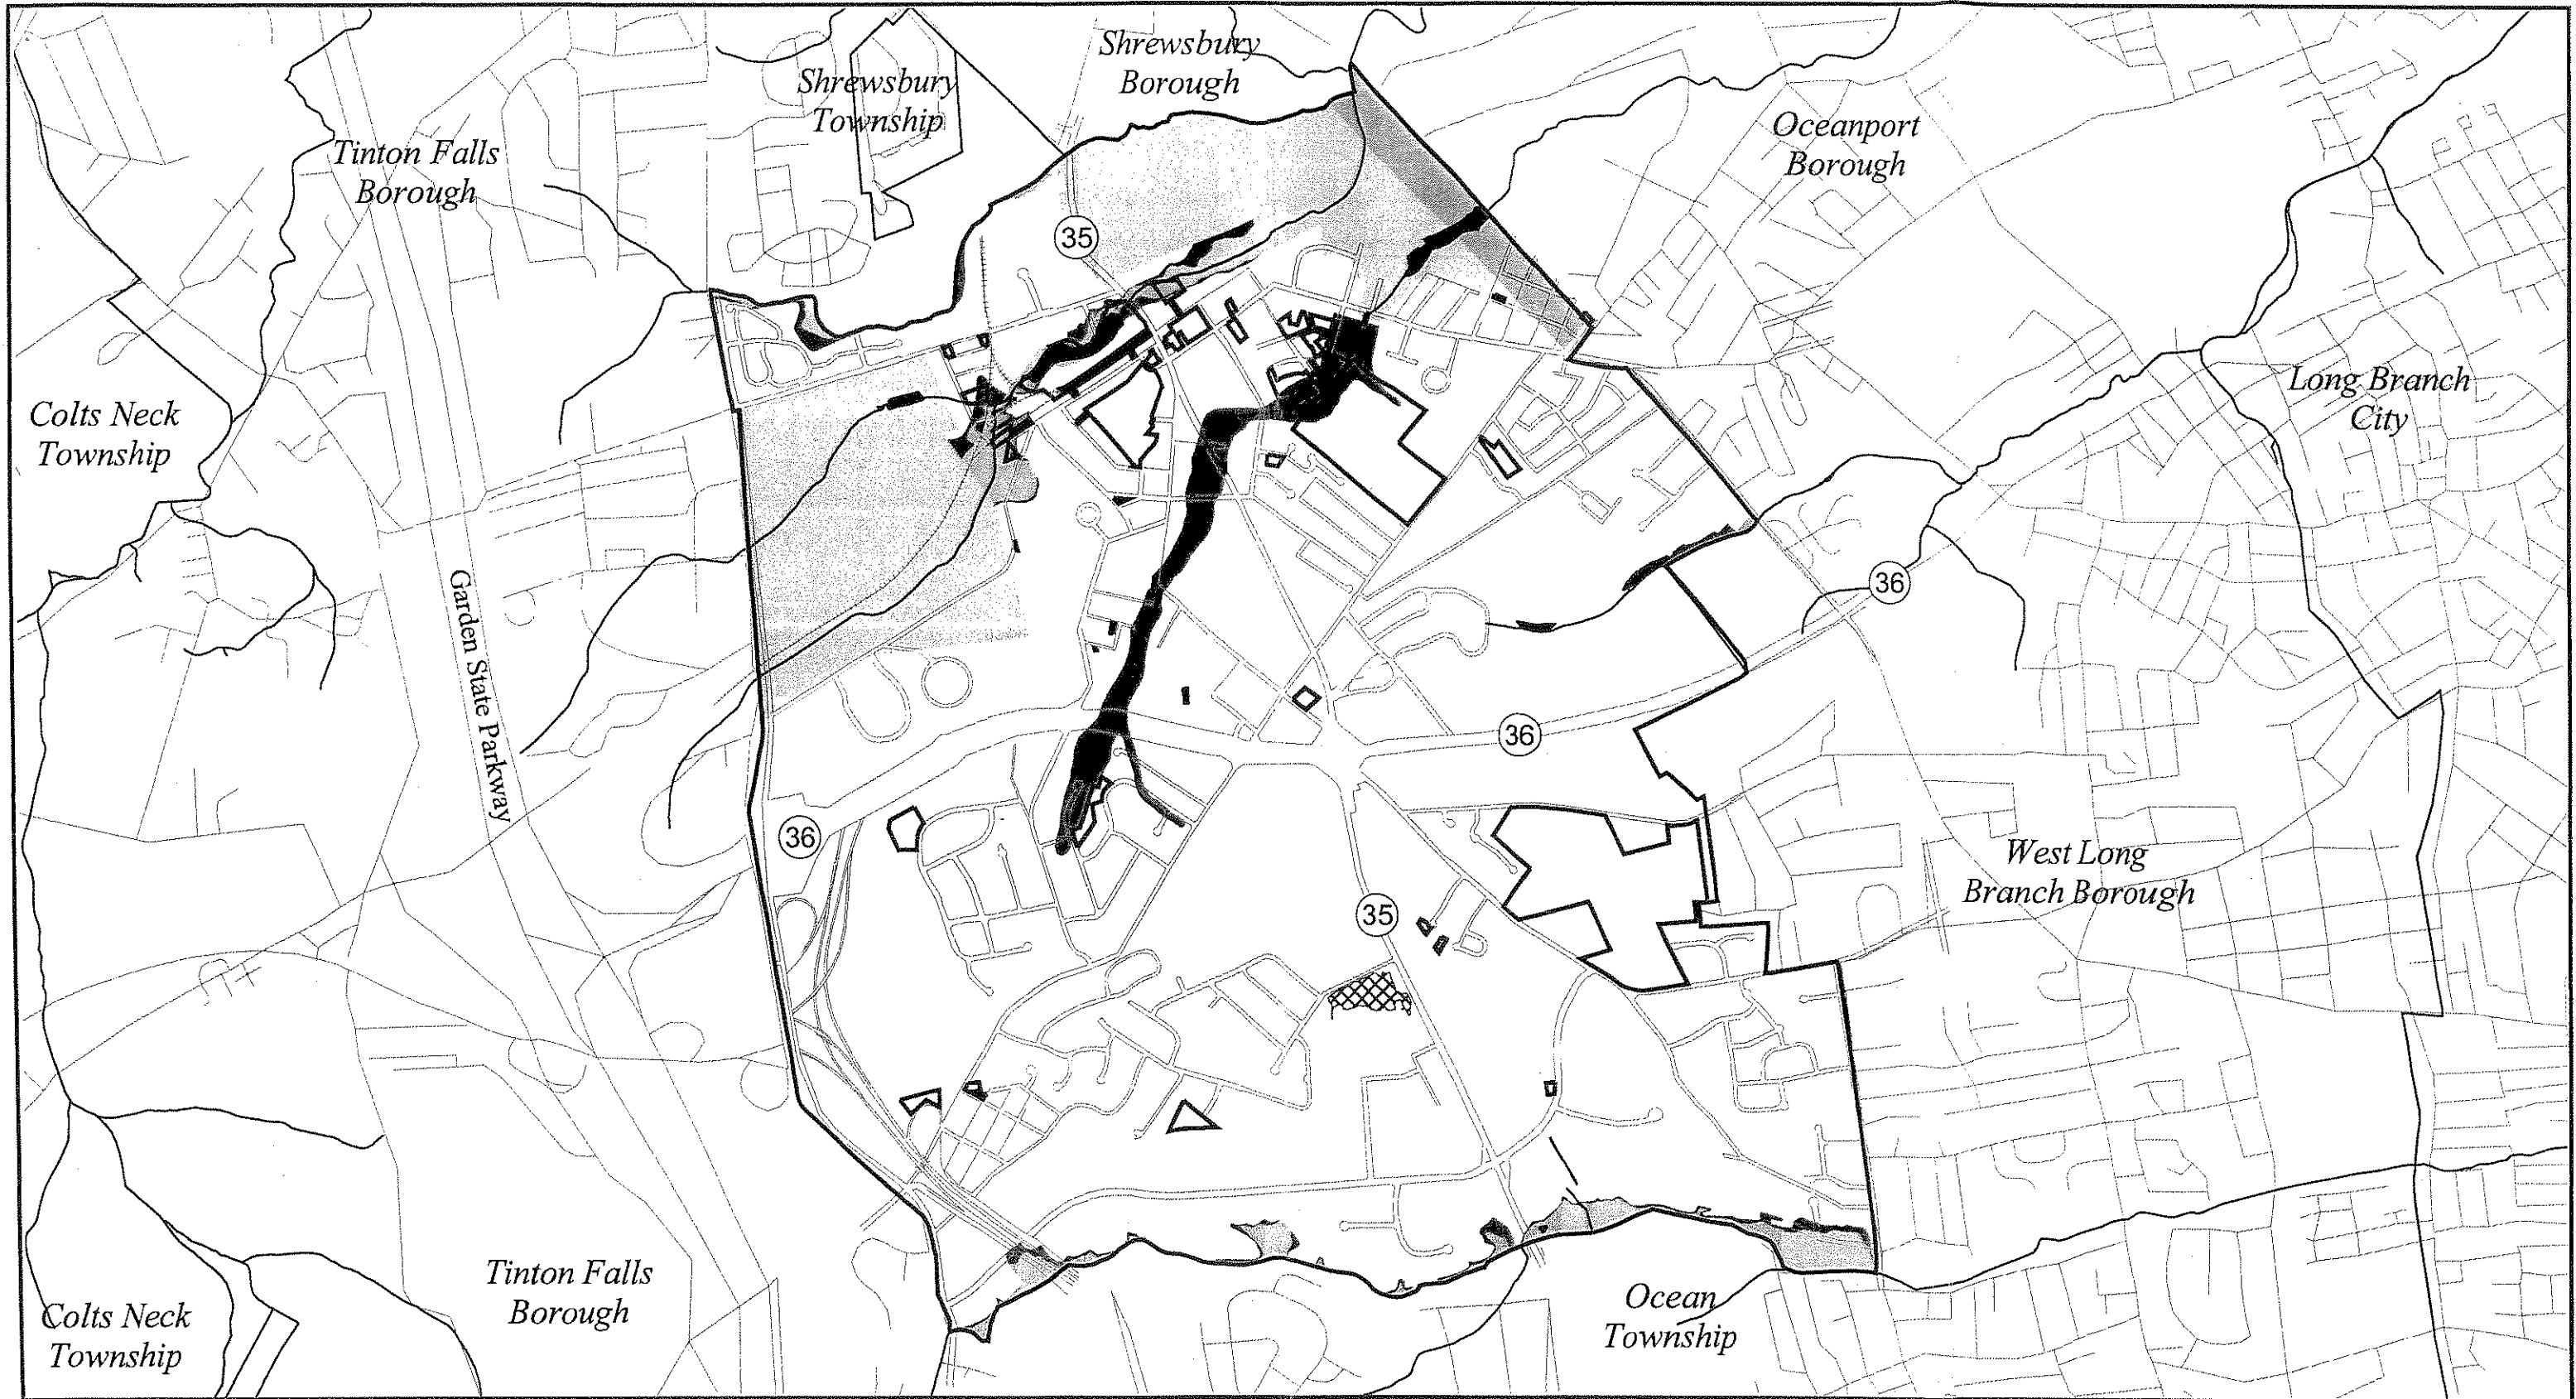 Shrewsbury
Borough
Shrewsbury
Township
Oceanport
Borough
Tinton Falls
Borough
35
Long Branch
City
Colts Neck
Township
36
Garden State Parkway
36
36
West Long
Branch Borough
35
Tinton Falls
Borough
Ocean
Township
Colts Neck
Township